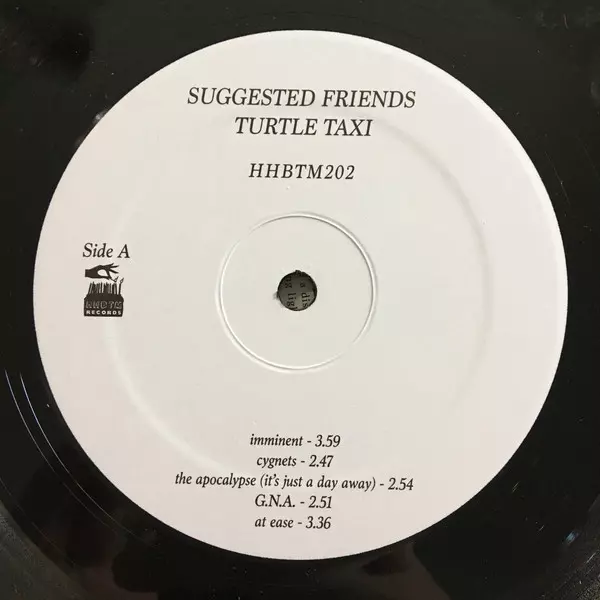 SUGGESTED FRIENDS
TURTLE TAXI
HHBTM202
Side A
HHBTM
RECORDS
imminent - 3.59
cygnets - 2.47
the apocalypse (it's just a day away) - 2.54
G.N.A. - 2.51
at ease - 3.36